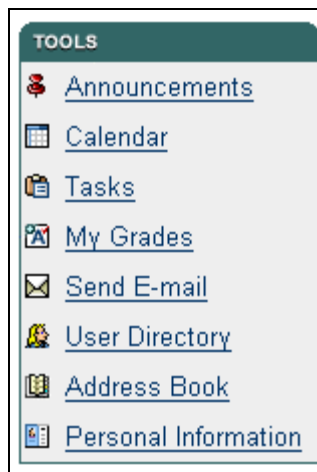 TOOLS
Announcements
Calendar
Tasks
My Grades
Send E-mail
User Directory
Address Book
Personal Information